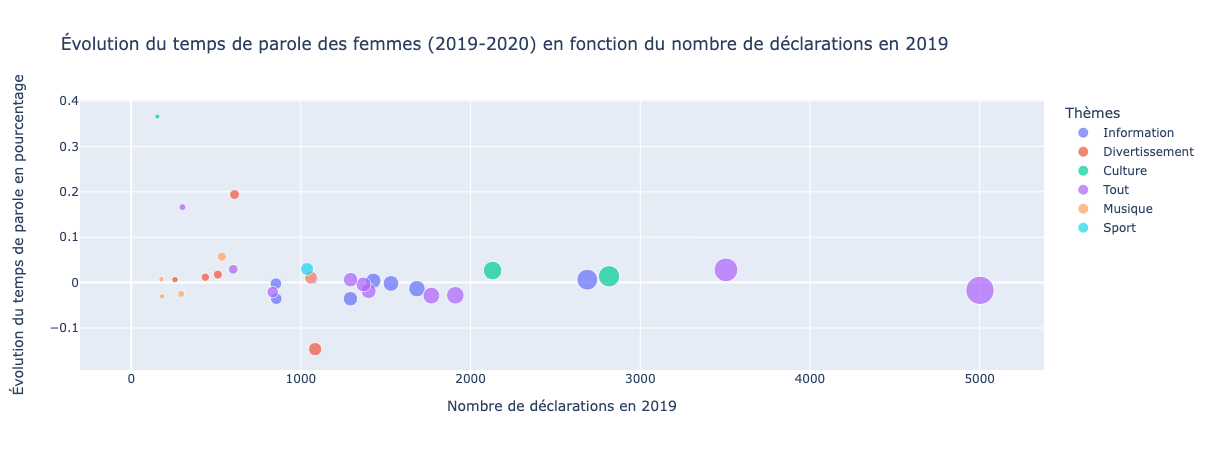 Évolution du temps de parole des femmes (2019-2020) en fonction du nombre de déclarations en 2019
Évolution du temps de parole en pourcentage
0.4
0.3
0.2
0.1
0
−0.1
0
1000
2000
3000
4000
5000
Nombre de déclarations en 2019
Thèmes
Information
Divertissement
Culture
Tout
Musique
Sport